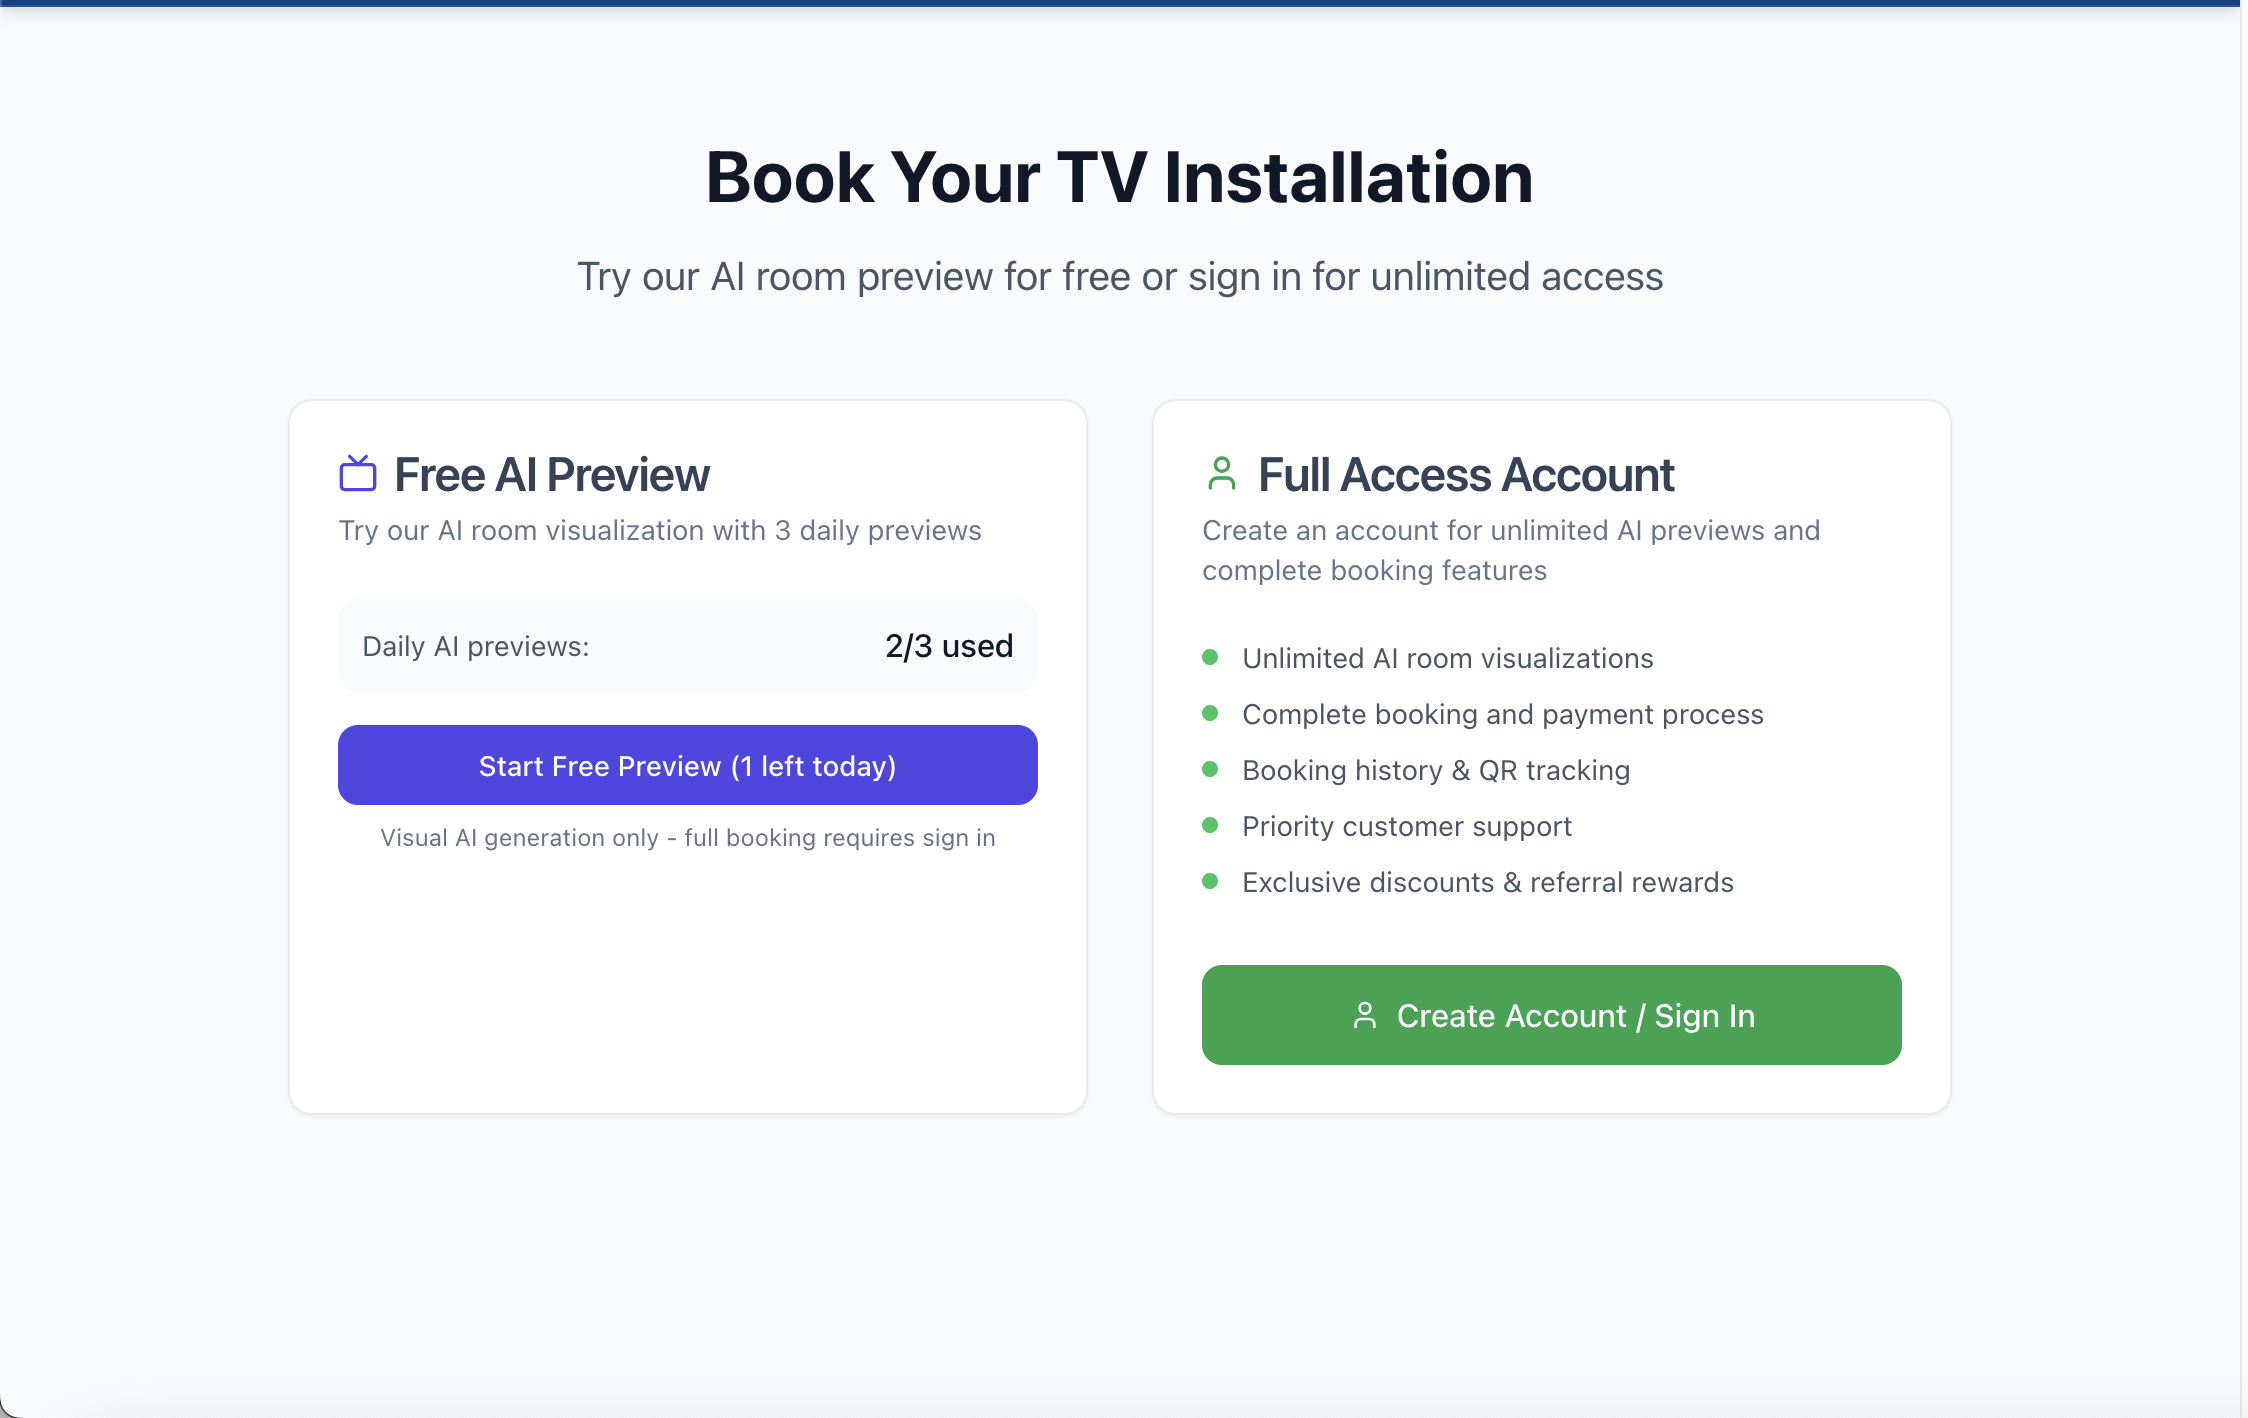 Book Your TV Installation
Try our AI room preview for free or sign in for unlimited access
Free AI Preview
Try our AI room visualization with 3 daily previews
Daily AI previews: 2/3 used
Start Free Preview (1 left today)
Visual AI generation only - full booking requires sign in
Full Access Account
Create an account for unlimited AI previews and
complete booking features
Unlimited AI room visualizations
Complete booking and payment process
Booking history & QR tracking
Priority customer support
Exclusive discounts & referral rewards
Create Account / Sign In